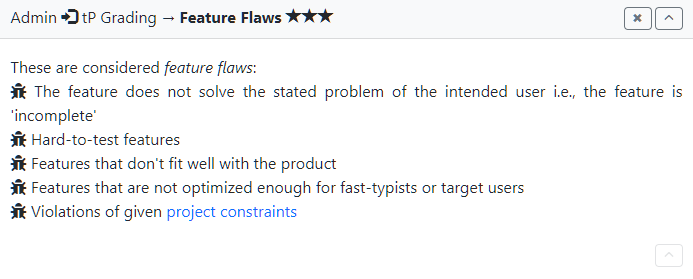 Admin tP Grading → Feature Flaws ★★★
These are considered feature flaws:
The feature does not solve the stated problem of the intended user i.e., the feature is
'incomplete'
Hard-to-test features
Features that don't fit well with the product
Features that are not optimized enough for fast-typists or target users
Violations of given project constraints